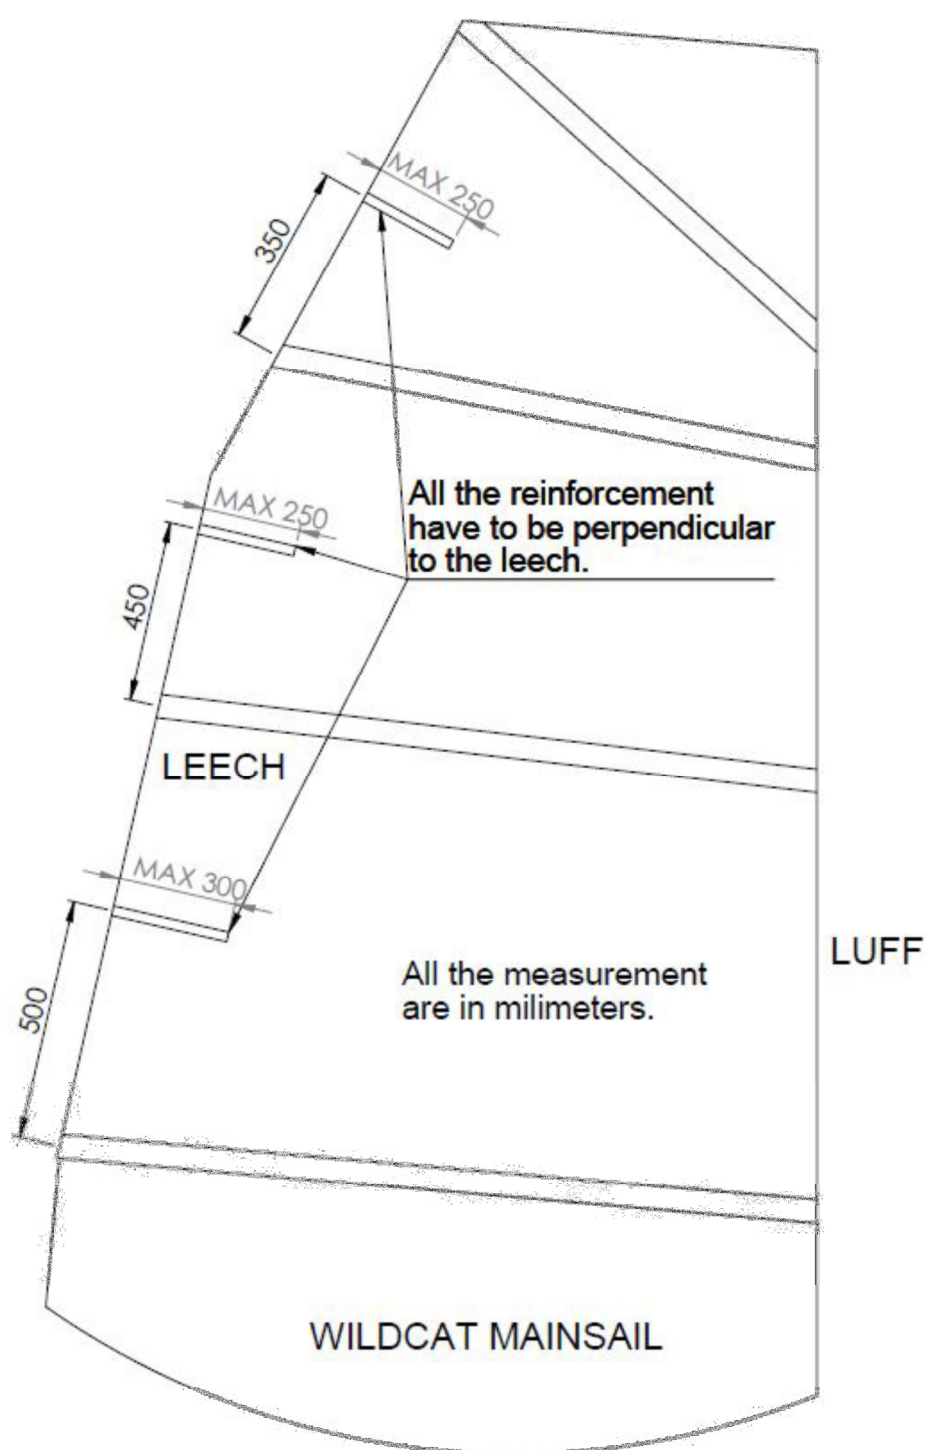 MAX 250
350
All the reinforcement
have to be perpendicular
to the leech.
MAX 250
450
LEECH
MAX 300
LUFF
All the measurement
are in milimeters.
500
WILDCAT MAINSAIL